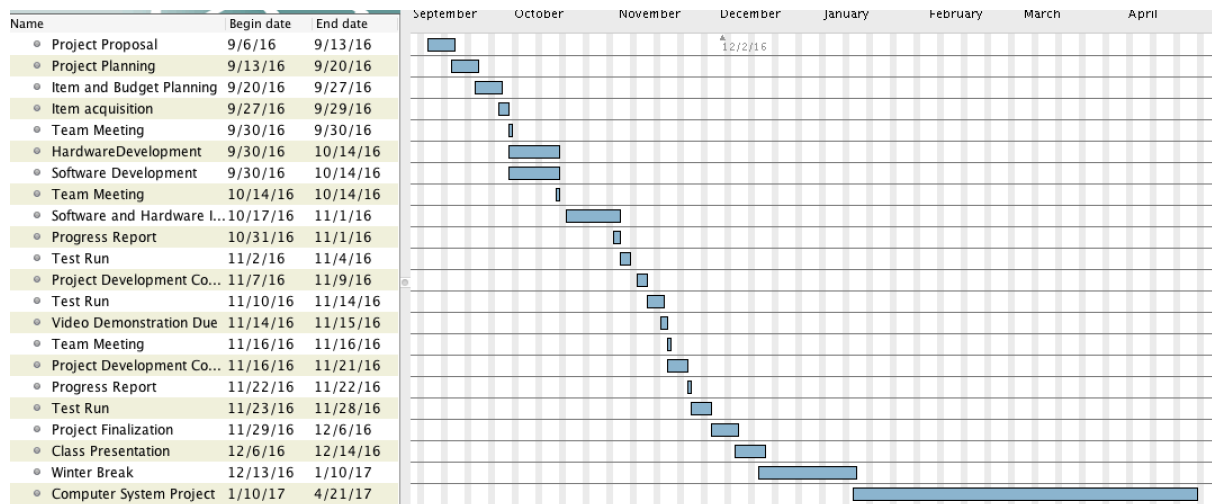 September October November December January February March April
Name Begin date End date
12/2/16
Project Proposal 9/6/16 9/13/16
Project Planning 9/13/16 9/20/16
Item and Budget Planning 9/20/16 9/27/16
Item acquisition 9/27/16 9/29/16
Team Meeting 9/30/16 9/30/16
HardwareDevelopment 9/30/16 10/14/16
Software Development 9/30/16 10/14/16
Team Meeting 10/14/16 10/14/16
Software and Hardware I... 10/17/16 11/1/16
Progress Report 10/31/16 11/1/16
Test Run 11/2/16 11/4/16
Project Development Co... 11/7/16 11/9/16
Test Run 11/10/16 11/14/16
Video Demonstration Due 11/14/16 11/15/16
Team Meeting 11/16/16 11/16/16
Project Development Co... 11/16/16 11/21/16
Progress Report 11/22/16 11/22/16
Test Run 11/23/16 11/28/16
Project Finalization 11/29/16 12/6/16
Class Presentation 12/6/16 12/14/16
Winter Break 12/13/16 1/10/17
Computer System Project 1/10/17 4/21/17